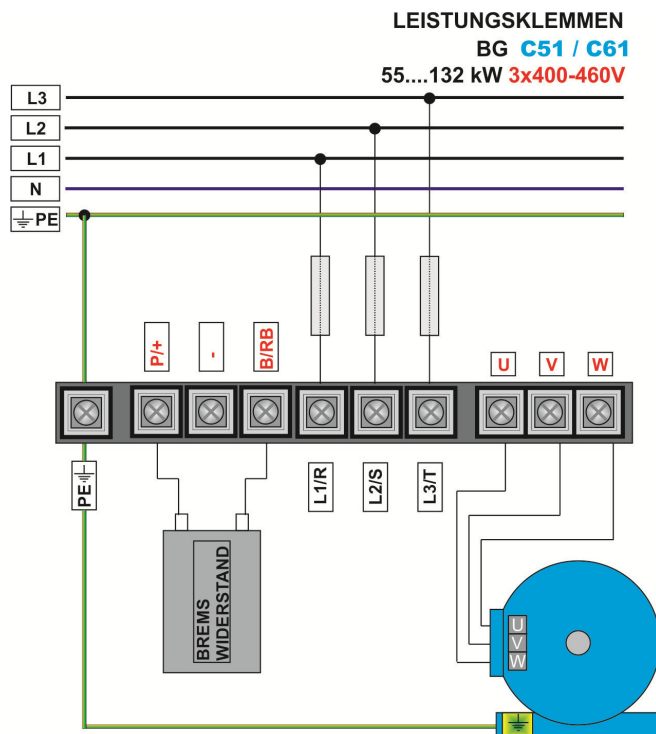 LEISTUNGSKLEMMEN
BG C51 / C61
55....132 kW 3x400-460V
L3
L2
L1
N
PE
P/+
-
B/RB
U
V
W
PE
L1/R
L2/S
L3/T
BREMS
WIDERSTAND
U
V
W